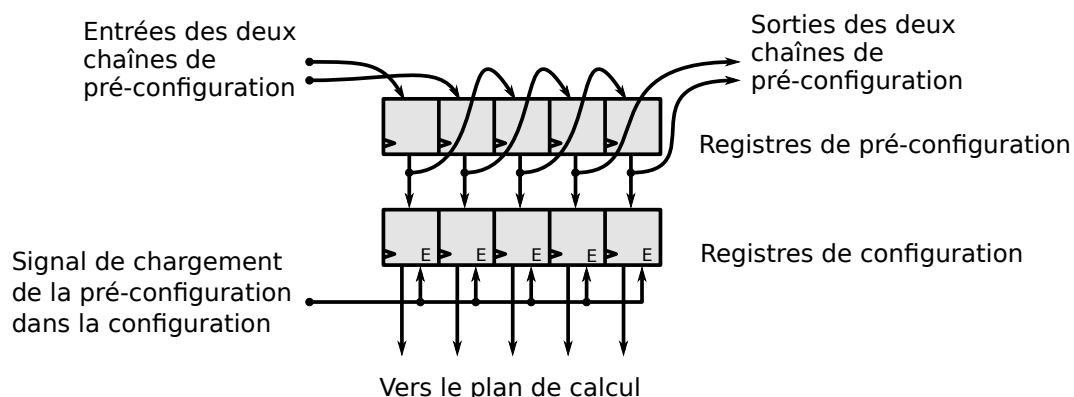 Entrées des deux
chaînes de
pré-configuration
Sorties des deux
chaînes de
pré-configuration
Registres de pré-configuration
E E E E E
Registres de configuration
Signal de chargement
de la pré-configuration
dans la configuration
Vers le plan de calcul